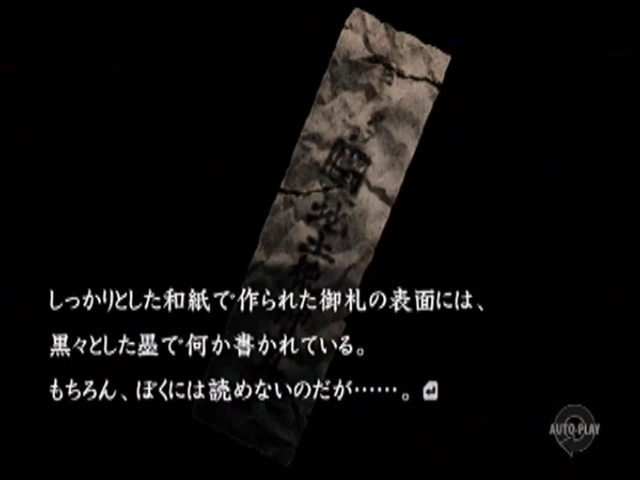 しっかりとした和紙で作られた御札の表面には、
黒々とした墨で何か書かれている。
もちろん、ぼくには読めないのだが……。
AUTO-PLAY